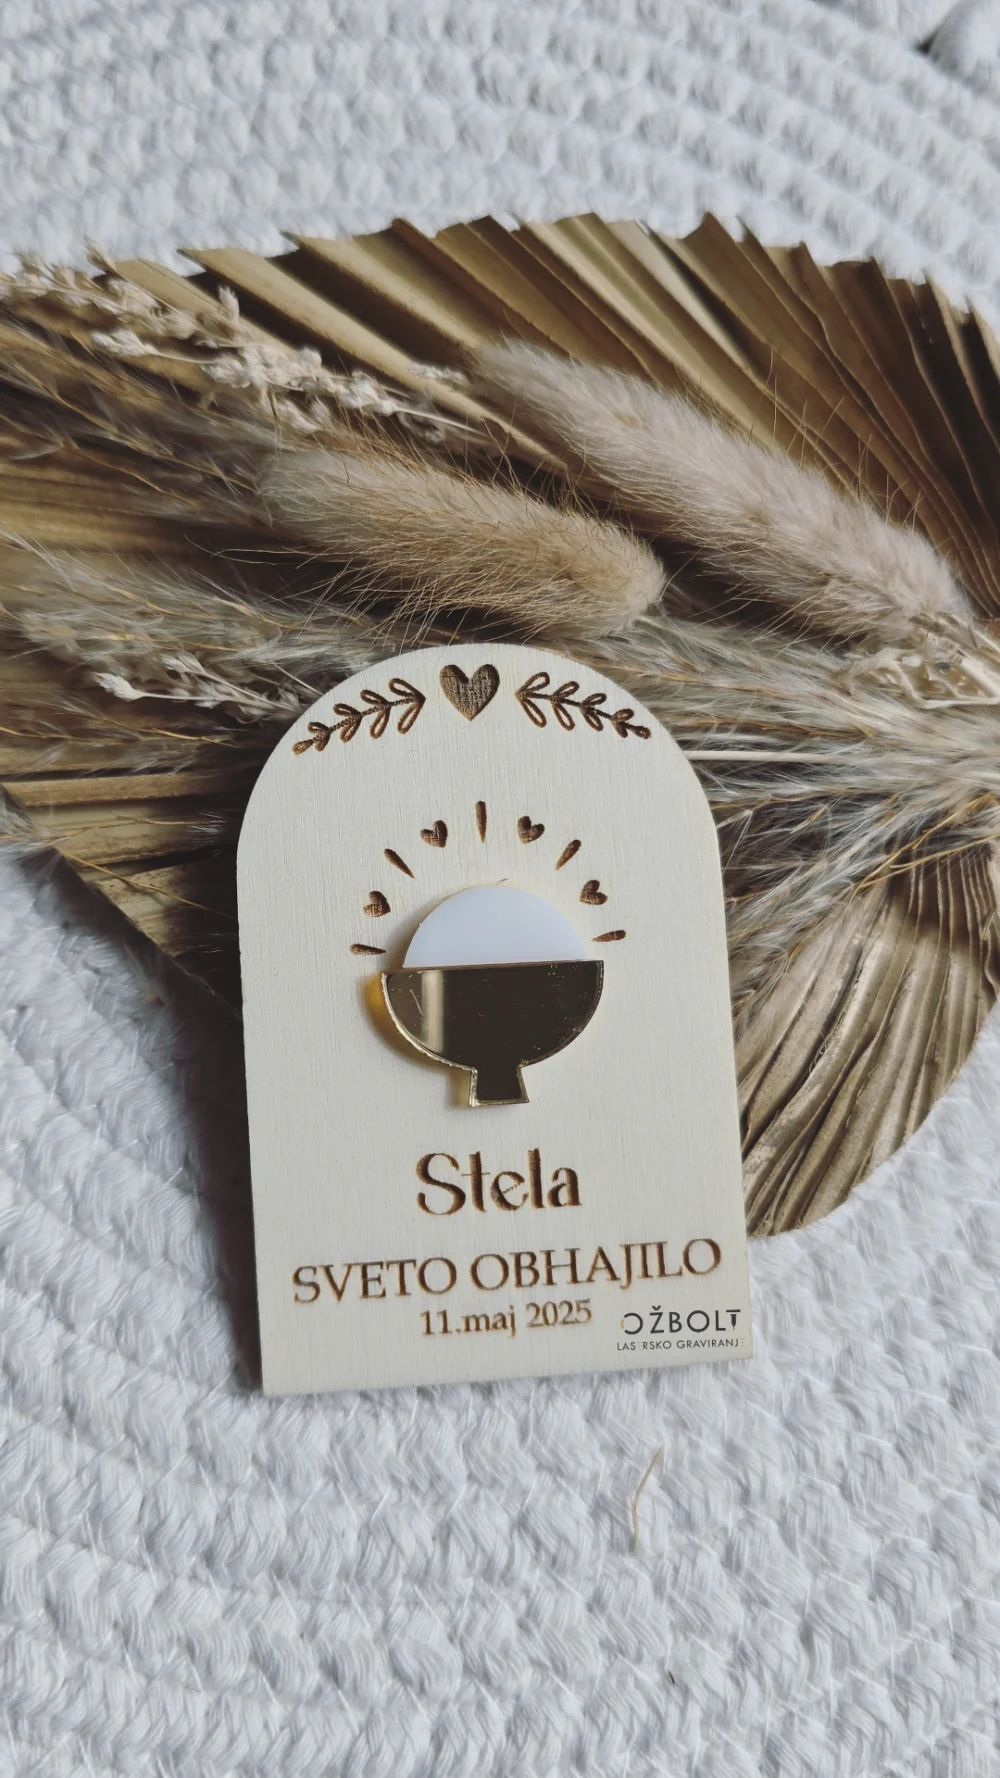 Stela
SVETO OBHAJILO
11.maj 2025
OŽBOLT
LASERSKO GRAVIRANJE